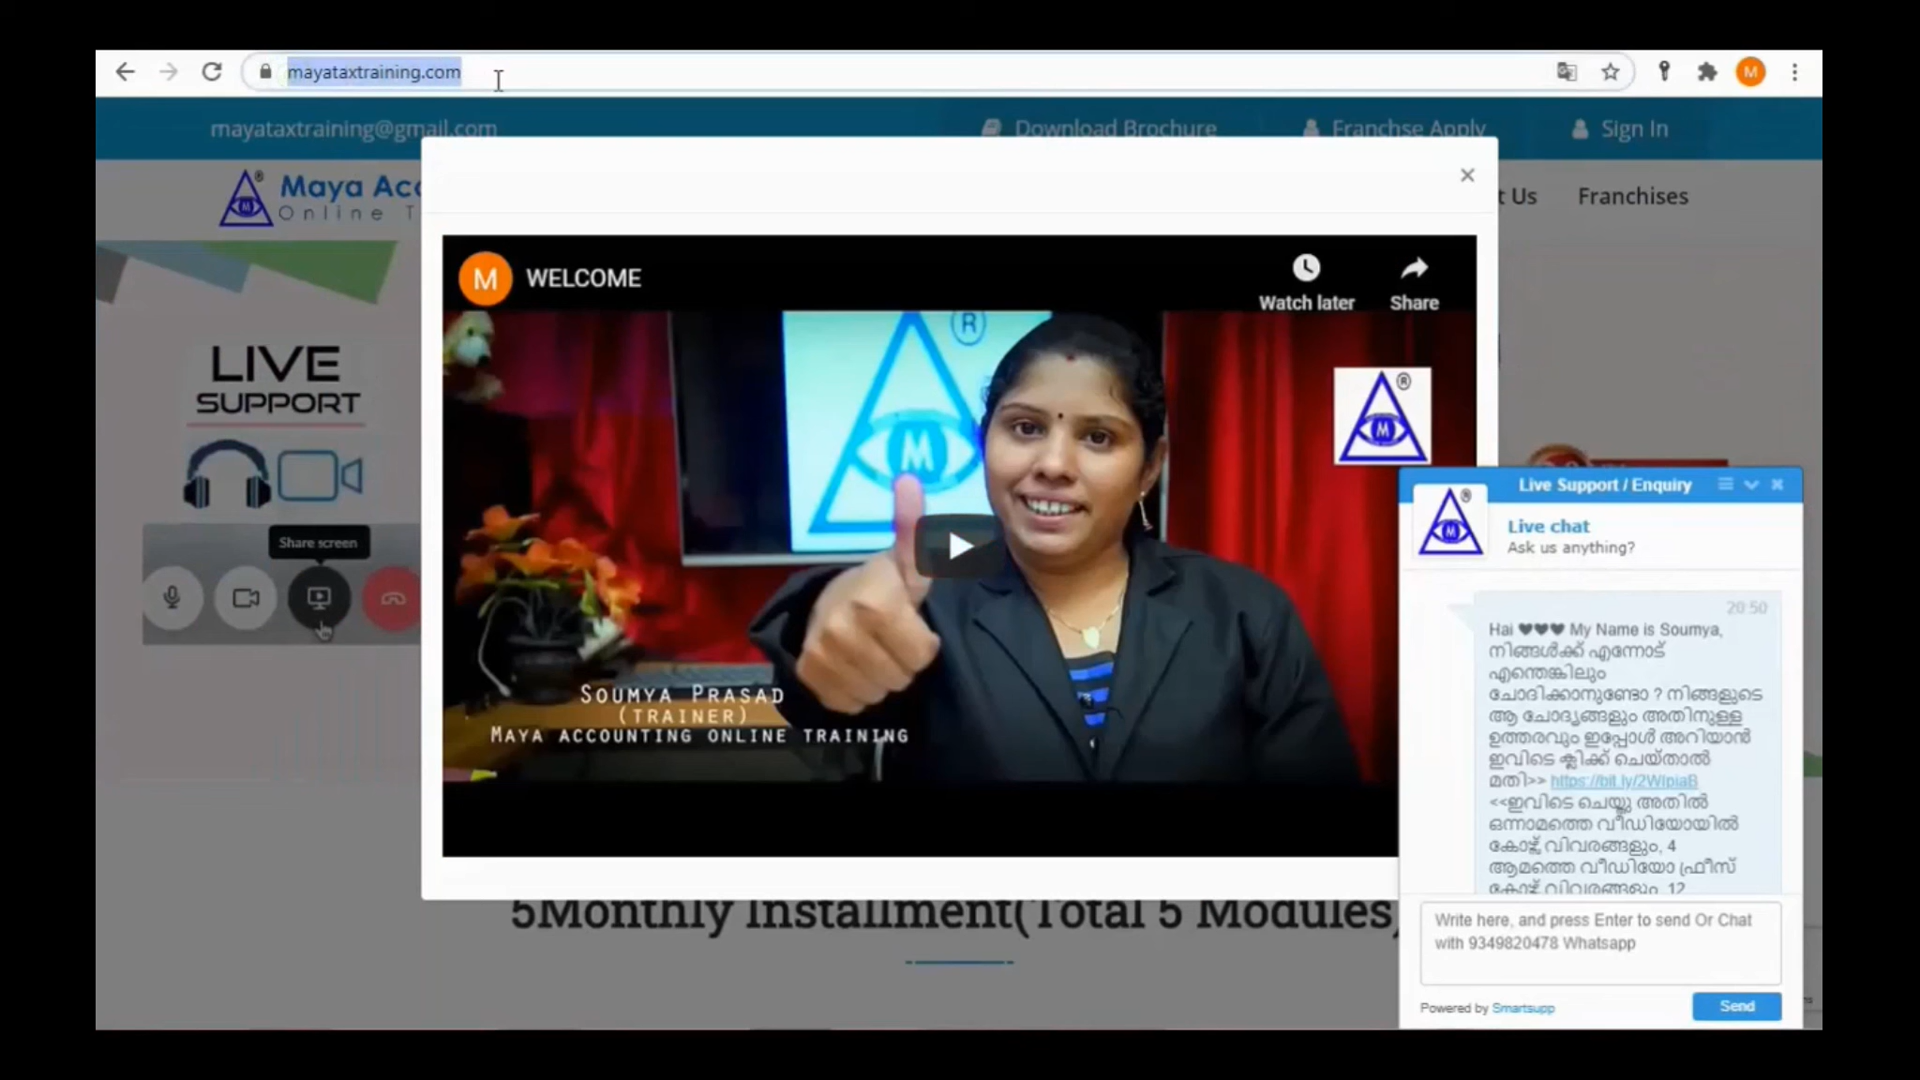 mayataxtraining.com
M
mayataxtraining@gmail.com
Download Brochure
Franchse Apply
Sign In
Maya Acc
Online T
t Us
Franchises
M
WELCOME
Watch later
Share
LIVE
SUPPORT
Share screen
SOUMYA PRASAD
(TRAINER)
MAYA ACCOUNTING ONLINE TRAINING
Live Support / Enquiry
Live chat
Ask us anything?
20:50
Hai ♥♥♥ My Name is Soumya,
നിങ്ങൾക്ക് എന്നോട്
എന്തെങ്കിലും
ചോദിക്കാനുണ്ടോ ? നിങ്ങളുടെ
ആ ചോദ്യങ്ങളും അതിനുള്ള
ഉത്തരവും ഇപ്പോൾ അറിയാൻ
ഇവിടെ ക്ലിക്ക് ചെയ്താൽ
മതി>> https://bit.ly/2WIpiaB
<<ഇവിടെ ചെയ്തു അതിൽ
ഒന്നാമത്തെ വീഡിയോയിൽ
കോഴ്സ് വിവരങ്ങളും, 4
ആമത്തെ വീഡിയോ ഫ്രീസ്
കോഴ്സ് വിവരങ്ങളും, 12
Write here, and press Enter to send Or Chat
with 9349820478 Whatsapp
Powered by Smartsupp
Send
5Monthly Installment(Total 5 Modules)